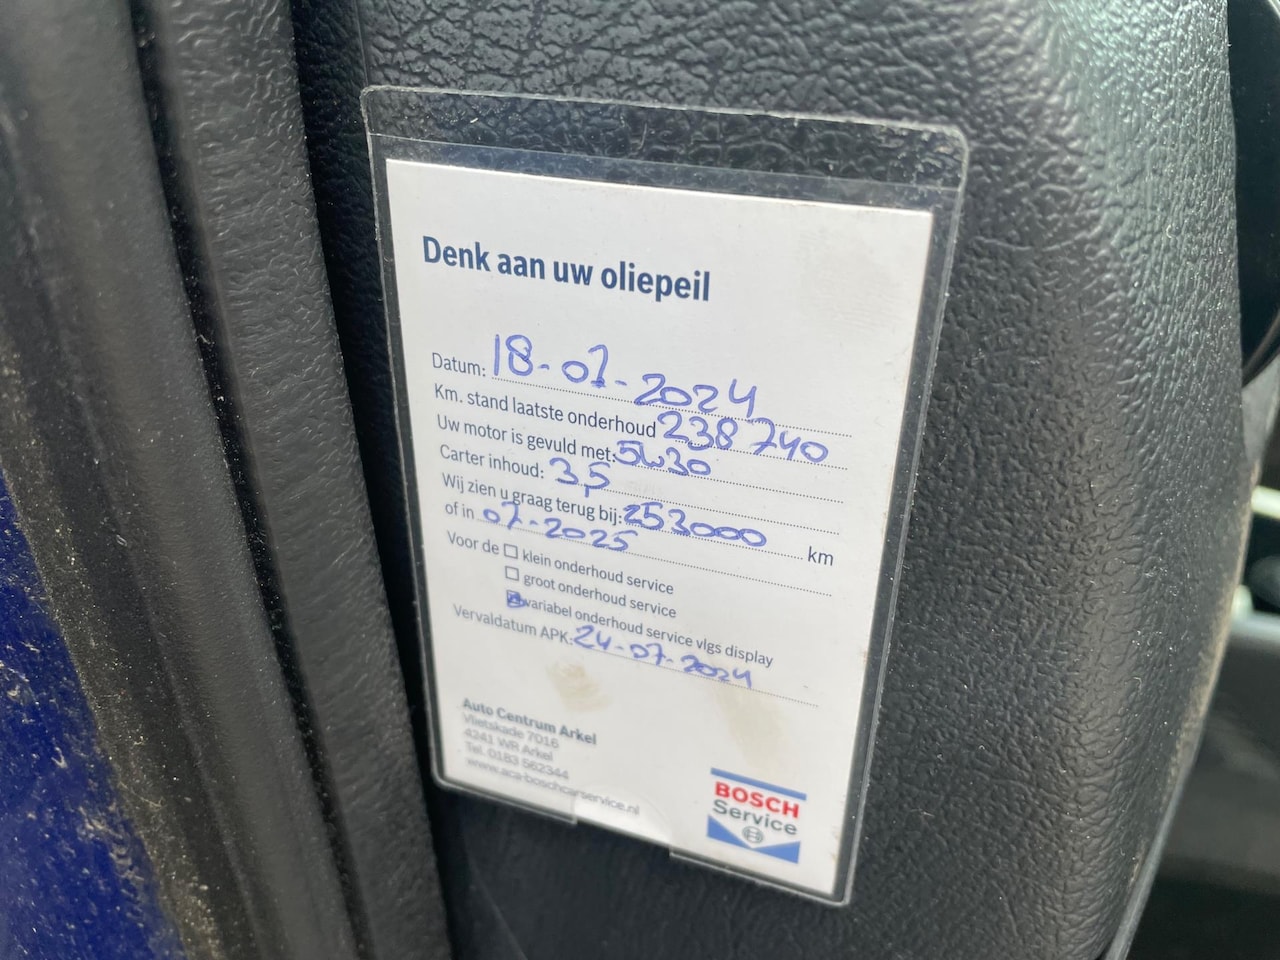 Denk aan uw oliepeil
Datum: 18-07-2024
Km. stand laatste onderhoud 238740
Uw motor is gevuld met: 5w30
Carter inhoud: 3,5
Wij zien u graag terug bij: 253000 km
of in 07-2025
Voor de klein onderhoud service
groot onderhoud service
variabel onderhoud service vlgs display
Vervaldatum APK: 24-07-2024
Auto Centrum Arkel
Vlietskade 7016
4241 WR Arkel
Tel. 0183 562344
www.aca-boschcarservice.nl
BOSCH
Service